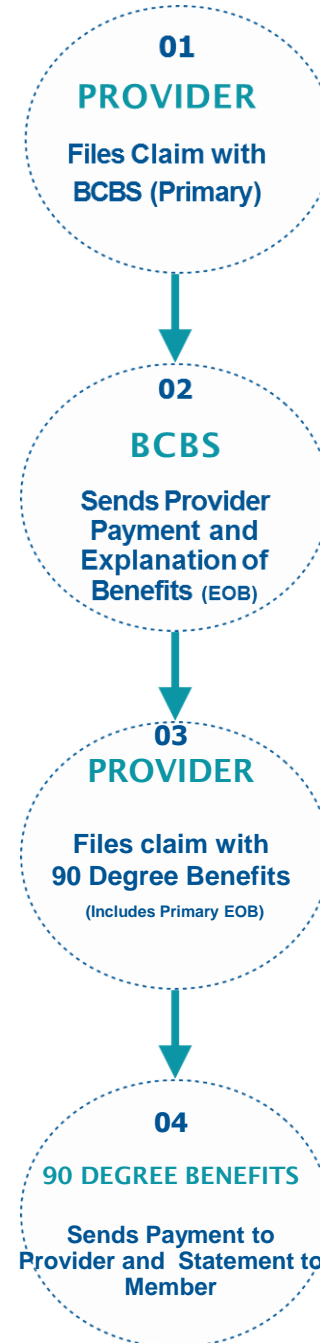 01
PROVIDER
Files Claim with
BCBS (Primary)
02
BCBS
Sends Provider
Payment and
Explanation of
Benefits (EOB)
03
PROVIDER
Files claim with
90 Degree Benefits
(Includes Primary EOB)
04
90 DEGREE BENEFITS
Sends Payment to
Provider and Statement to
Member